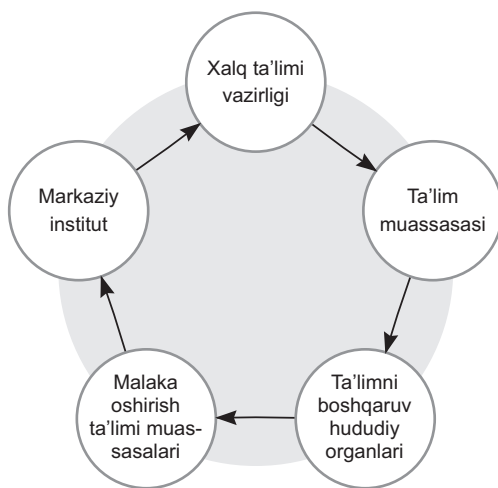 Xalq ta’limi
vazirligi
Ta’lim
muassasasi
Ta’limni
boshqaruv
hududiy
organlari
Malaka
oshirish
ta’limi muas-
sasalari
Markaziy
institut